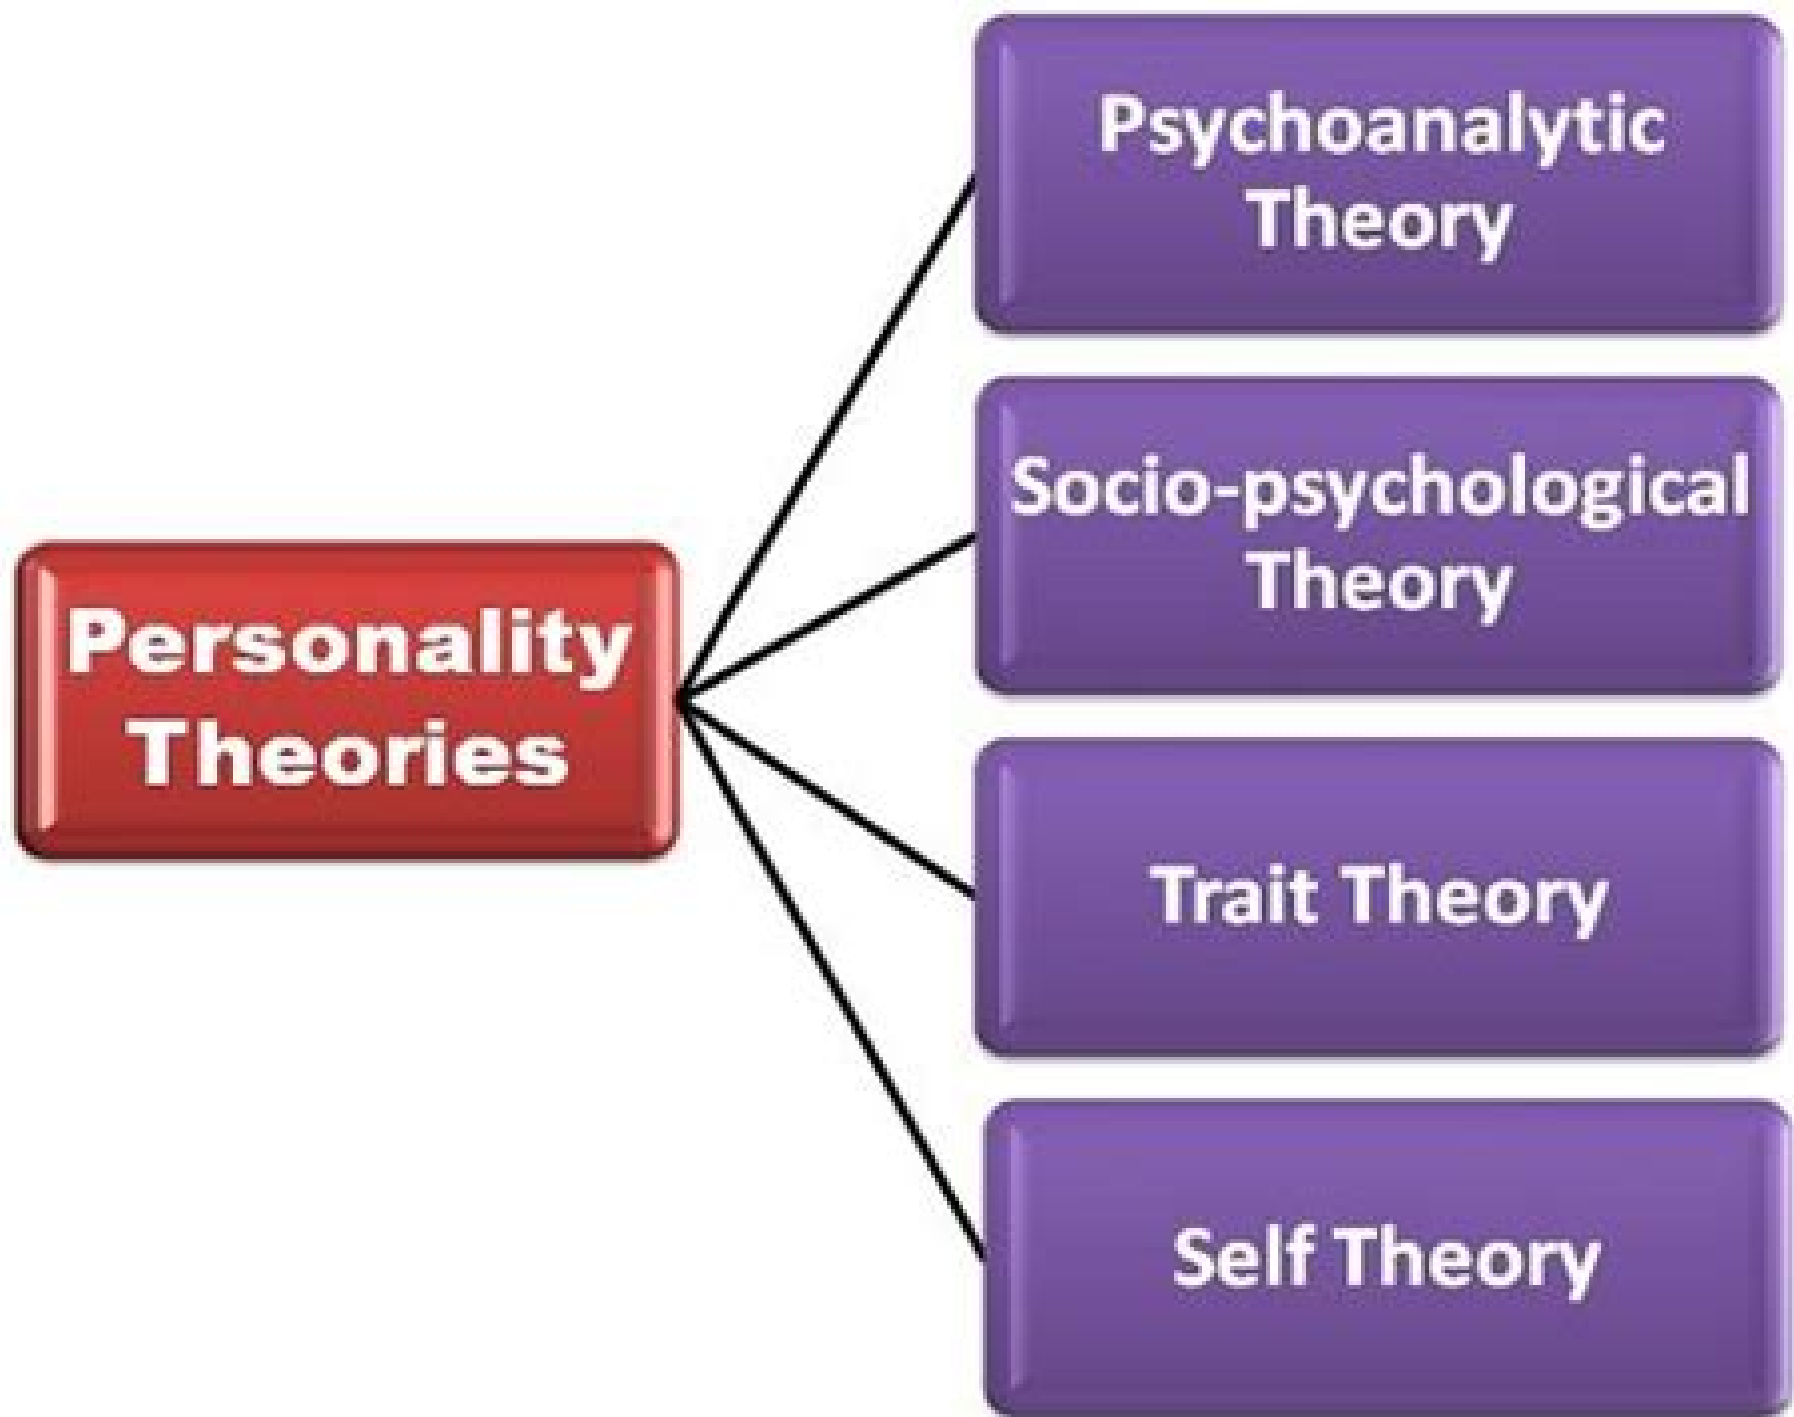 Psychoanalytic
Theory
Socio-psychological
Theory
Personality
Theories
Trait Theory
Self Theory